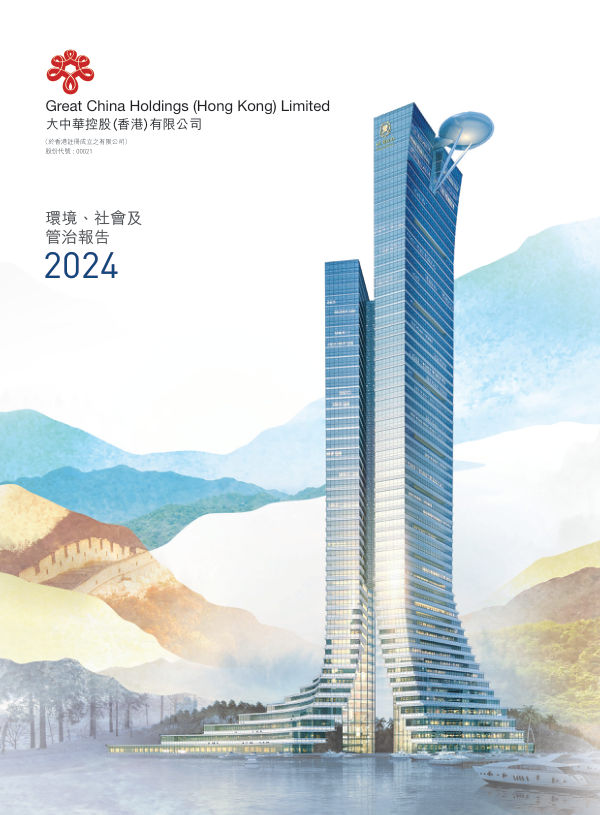 Great China Holdings (Hong Kong) Limited
大中華控股(香港)有限公司
(於香港註冊成立之有限公司)
股份代號:00021
環境、社會及
管治報告
2024